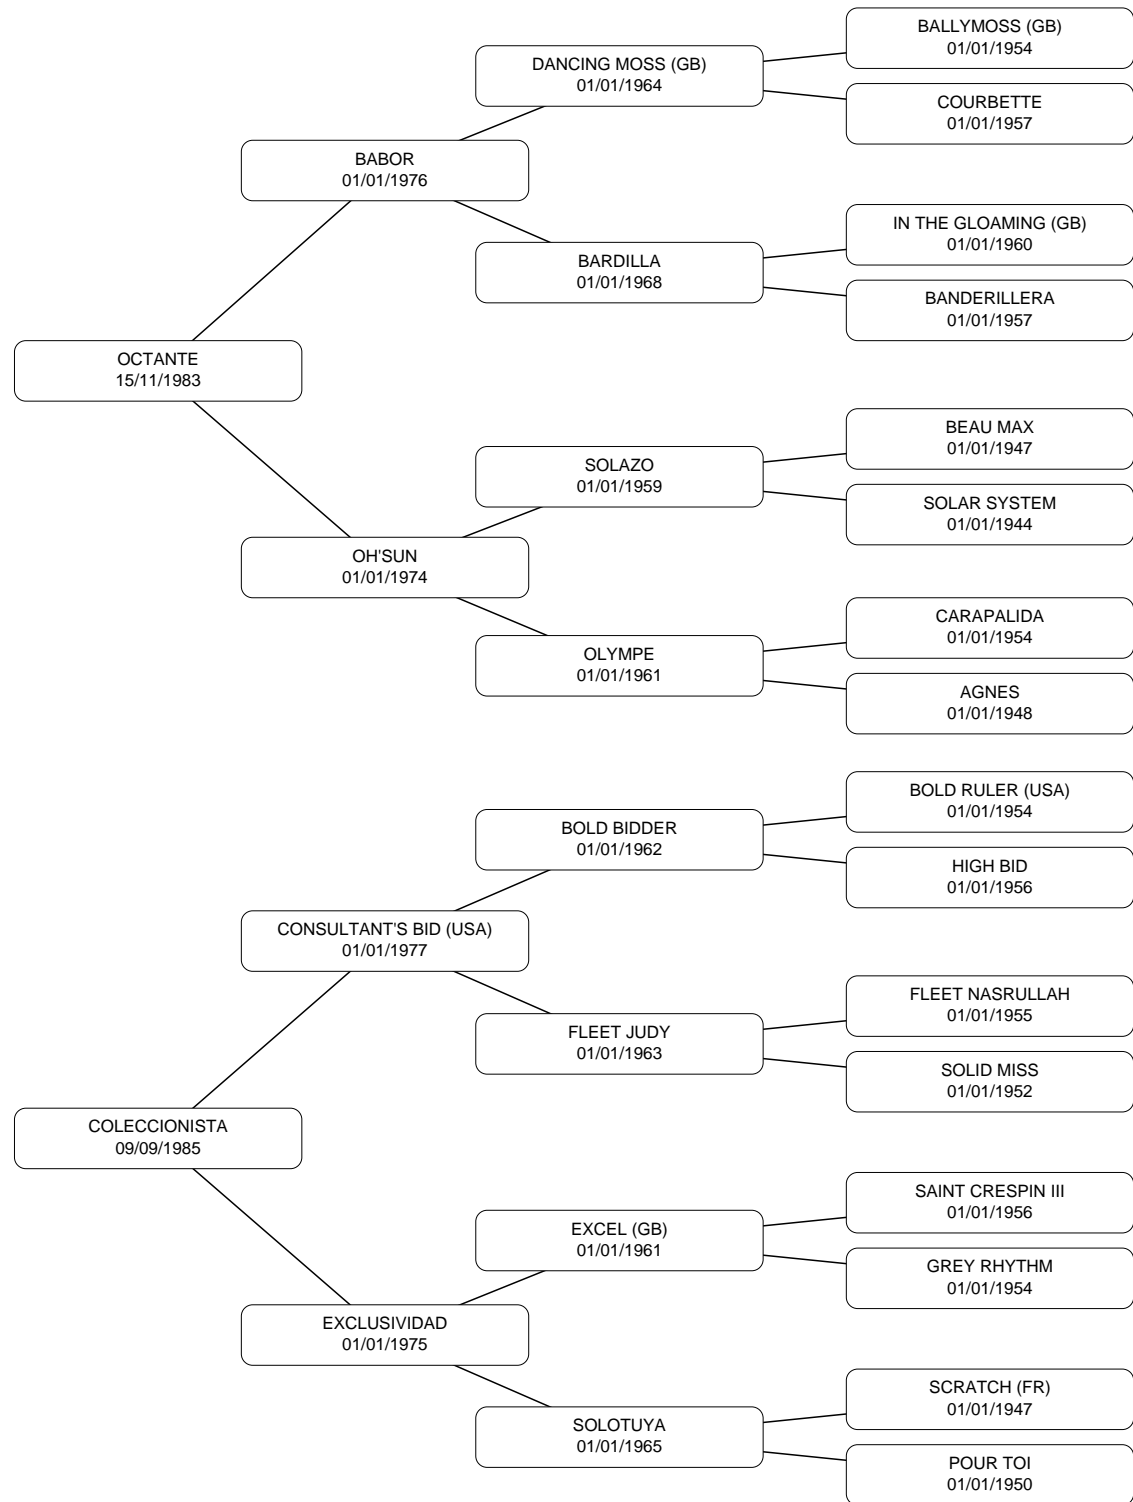 BALLYMOSS (GB)
01/01/1954
DANCING MOSS (GB)
01/01/1964
COURBETTE
01/01/1957
BABOR
01/01/1976
IN THE GLOAMING (GB)
01/01/1960
BARDILLA
01/01/1968
BANDERILLERA
01/01/1957
OCTANTE
15/11/1983
BEAU MAX
01/01/1947
SOLAZO
01/01/1959
SOLAR SYSTEM
01/01/1944
OH'SUN
01/01/1974
CARAPALIDA
01/01/1954
OLYMPE
01/01/1961
AGNES
01/01/1948
BOLD RULER (USA)
01/01/1954
BOLD BIDDER
01/01/1962
HIGH BID
01/01/1956
CONSULTANT'S BID (USA)
01/01/1977
FLEET NASRULLAH
01/01/1955
FLEET JUDY
01/01/1963
SOLID MISS
01/01/1952
COLECCIONISTA
09/09/1985
SAINT CRESPIN III
01/01/1956
EXCEL (GB)
01/01/1961
GREY RHYTHM
01/01/1954
EXCLUSIVIDAD
01/01/1975
SCRATCH (FR)
01/01/1947
SOLOTUYA
01/01/1965
POUR TOI
01/01/1950